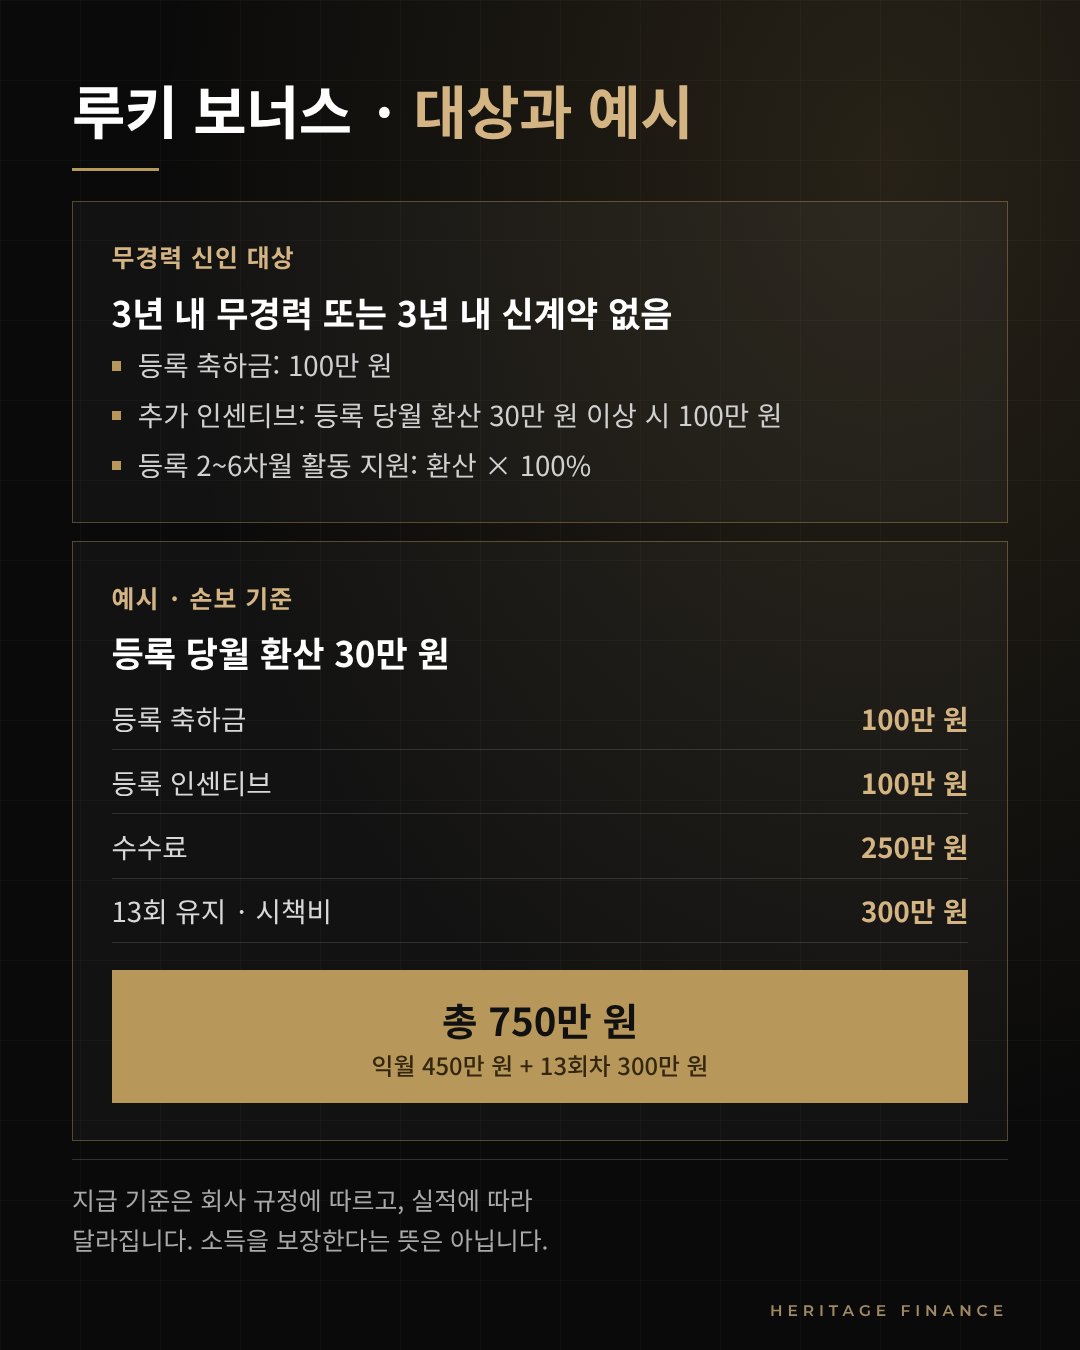 루키 보너스 · 대상과 예시
무경력 신인 대상
3년 내 무경력 또는 3년 내 신계약 없음
등록 축하금: 100만 원
추가 인센티브: 등록 당월 환산 30만 원 이상 시 100만 원
등록 2~6차월 활동 지원: 환산 × 100%
예시 · 손보 기준
등록 당월 환산 30만 원
등록 축하금 100만 원
등록 인센티브 100만 원
수수료 250만 원
13회 유지 · 시책비 300만 원
총 750만 원
익월 450만 원 + 13회차 300만 원
지급 기준은 회사 규정에 따르고, 실적에 따라
달라집니다. 소득을 보장한다는 뜻은 아닙니다.
HERITAGE FINANCE